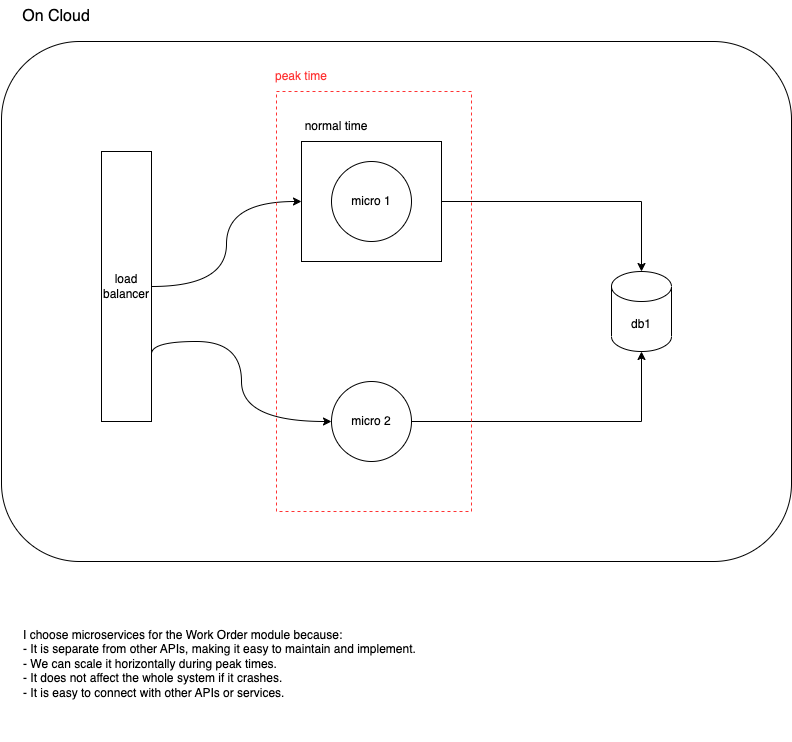 On Cloud
peak time
normal time
micro 1
load
balancer
db1
micro 2
I choose microservices for the Work Order module because:
- It is separate from other APIs, making it easy to maintain and implement.
- We can scale it horizontally during peak times.
- It does not affect the whole system if it crashes.
- It is easy to connect with other APIs or services.